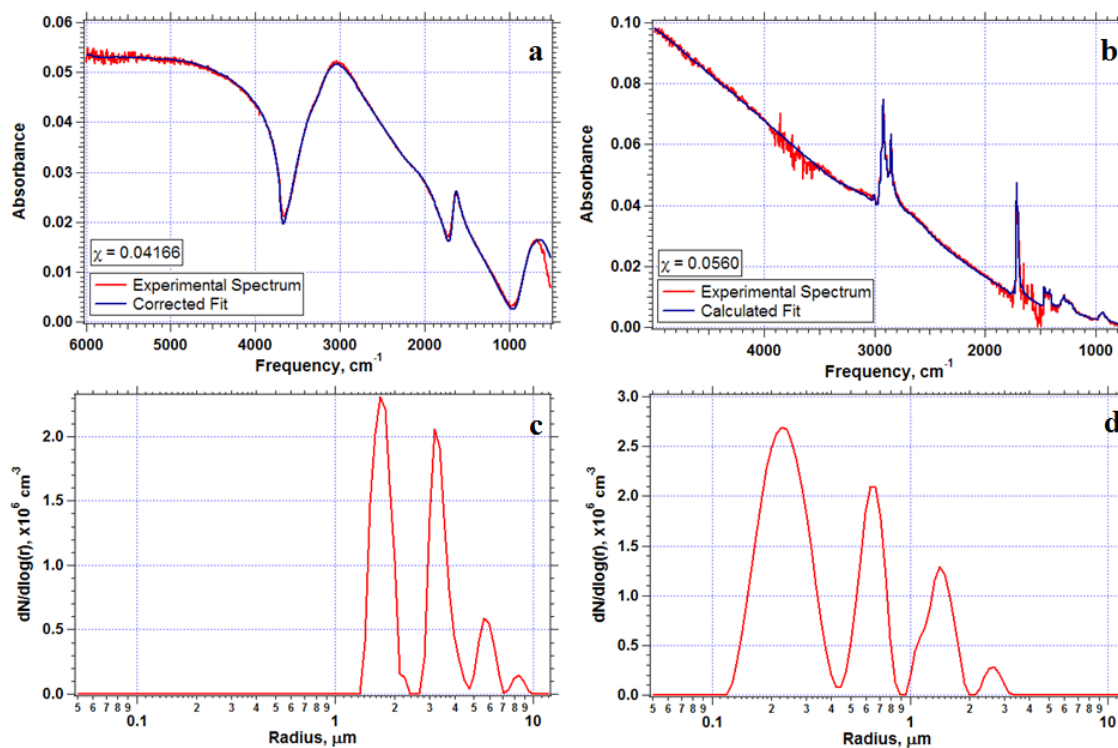 0.06
0.05
0.04
0.03
0.02
0.01
0.00
Absorbance
a
χ = 0.04166
Experimental Spectrum
Corrected Fit
6000 5000 4000 3000 2000 1000
Frequency, cm⁻¹
0.10
0.08
0.06
0.04
0.02
0.00
Absorbance
b
χ = 0.0560
Experimental Spectrum
Calculated Fit
4000 3000 2000 1000
Frequency, cm⁻¹
2.0
1.5
1.0
0.5
0.0
dN/dlog(r), x10⁶ cm⁻³
c
5 6 7 8 9 0.1 2 3 4 5 6 7 8 9 1 2 3 4 5 6 7 8 9 10
Radius, μm
3.0
2.5
2.0
1.5
1.0
0.5
0.0
dN/dlog(r), x10⁶ cm⁻³
d
5 6 7 8 9 0.1 2 3 4 5 6 7 8 9 1 2 3 4 5 6 7 8 9 10
Radius, μm